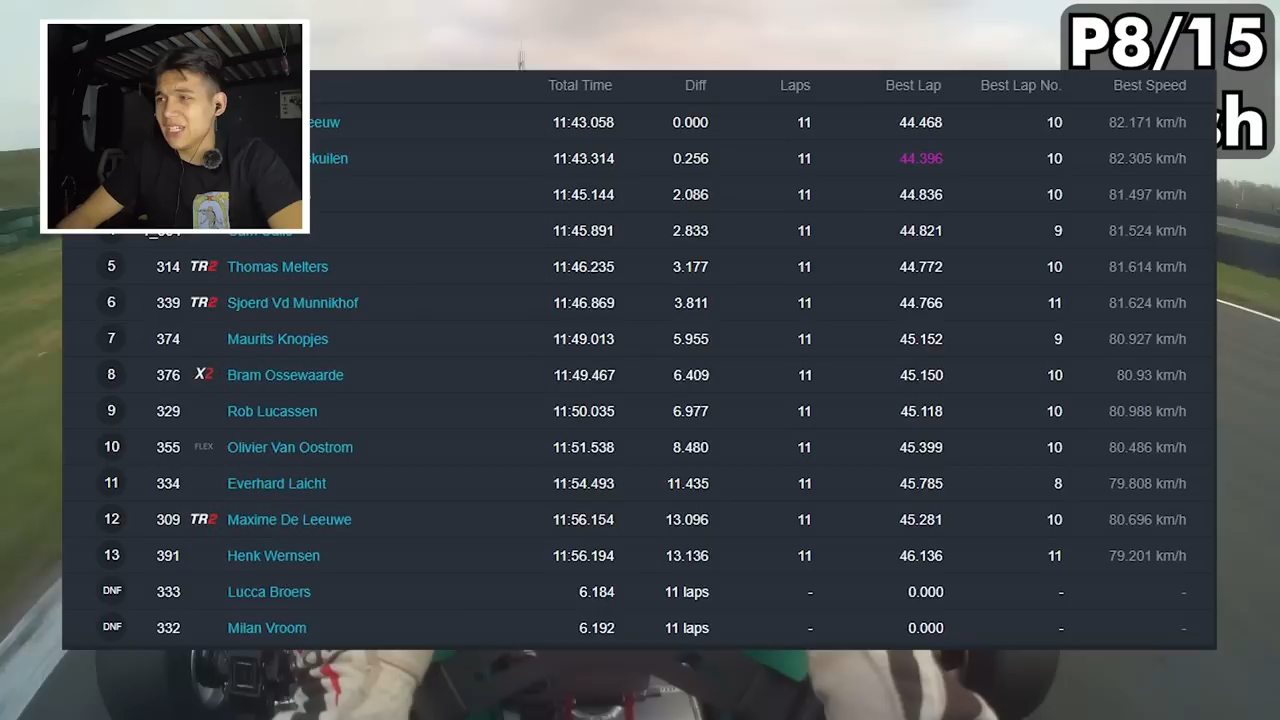 P8/15
Total Time Diff Laps Best Lap Best Lap No. Best Speed
11:43.058 0.000 11 44.468 10 82.171 km/h
11:43.314 0.256 11 44.396 10 82.305 km/h
11:45.144 2.086 11 44.836 10 81.497 km/h
11:45.891 2.833 11 44.821 9 81.524 km/h
5 314 TR2 Thomas Melters 11:46.235 3.177 11 44.772 10 81.614 km/h
6 339 TR2 Sjoerd Vd Munnikhof 11:46.869 3.811 11 44.766 11 81.624 km/h
7 374 Maurits Knopjes 11:49.013 5.955 11 45.152 9 80.927 km/h
8 376 X2 Bram Ossewaarde 11:49.467 6.409 11 45.150 10 80.93 km/h
9 329 Rob Lucassen 11:50.035 6.977 11 45.118 10 80.988 km/h
10 355 FLEX Olivier Van Oostrom 11:51.538 8.480 11 45.399 10 80.486 km/h
11 334 Everhard Laicht 11:54.493 11.435 11 45.785 8 79.808 km/h
12 309 TR2 Maxime De Leeuwe 11:56.154 13.096 11 45.281 10 80.696 km/h
13 391 Henk Wernsen 11:56.194 13.136 11 46.136 11 79.201 km/h
DNF 333 Lucca Broers 6.184 11 laps - 0.000 - -
DNF 332 Milan Vroom 6.192 11 laps - 0.000 - -